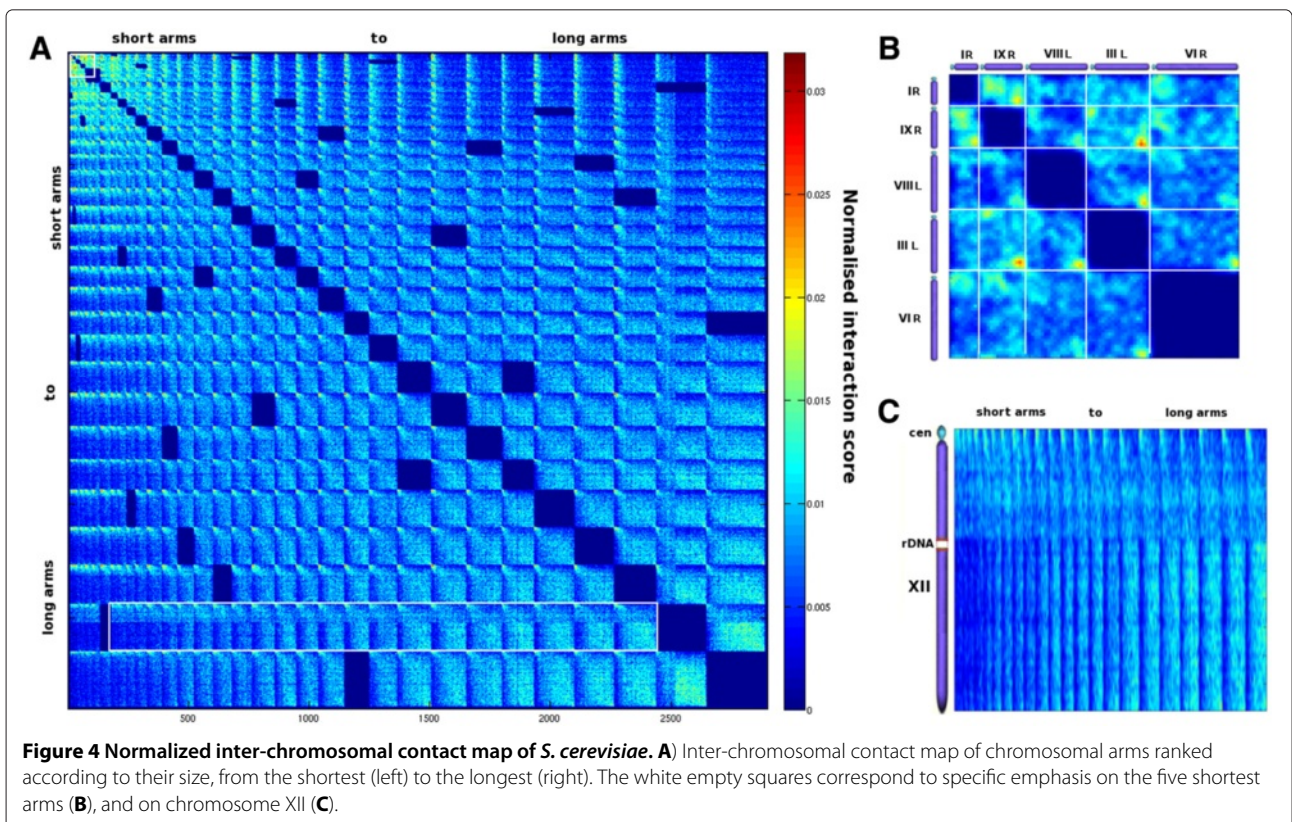 A
short arms to long arms
short arms
to
long arms
500 1000 1500 2000 2500
0.03
0.025
0.02
0.015
0.01
0.005
0
Normalised interaction score
B
I R IX R VIII L III L VI R
I R
IX R
VIII L
III L
VI R
C
short arms to long arms
cen
rDNA
XII
Figure 4 Normalized inter-chromosomal contact map of S. cerevisiae. A) Inter-chromosomal contact map of chromosomal arms ranked
according to their size, from the shortest (left) to the longest (right). The white empty squares correspond to specific emphasis on the five shortest
arms (B), and on chromosome XII (C).